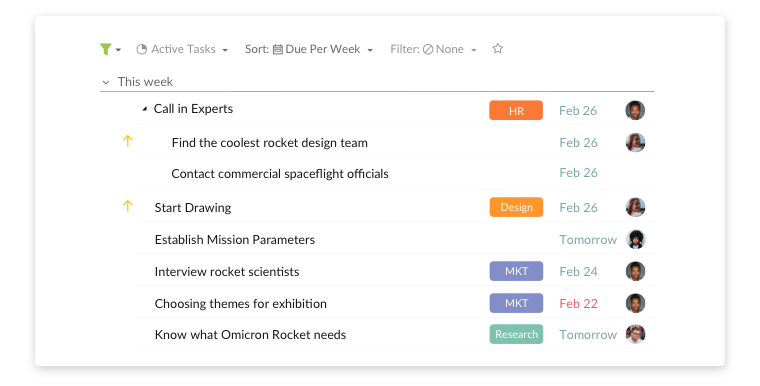 Active Tasks Sort: Due Per Week Filter: None
This week
Call in Experts HR Feb 26
Find the coolest rocket design team Feb 26
Contact commercial spaceflight officials Feb 26
Start Drawing Design Feb 26
Establish Mission Parameters Tomorrow
Interview rocket scientists MKT Feb 24
Choosing themes for exhibition MKT Feb 22
Know what Omicron Rocket needs Research Tomorrow